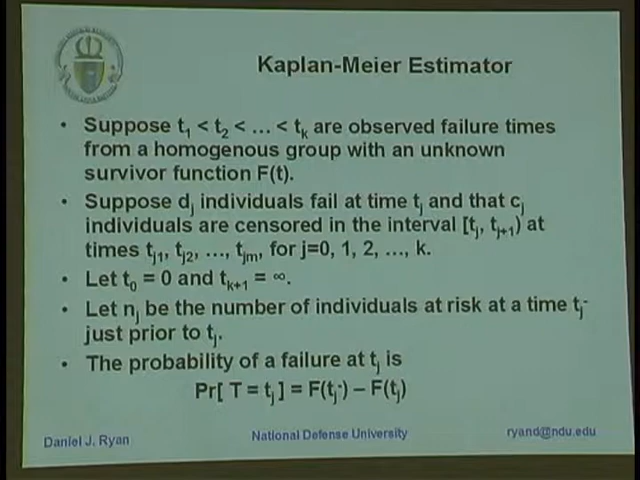 Kaplan-Meier Estimator
• Suppose t₁ < t₂ < … < tₖ are observed failure times
from a homogenous group with an unknown
survivor function F(t).
• Suppose dⱼ individuals fail at time tⱼ and that cⱼ
individuals are censored in the interval [tⱼ, tⱼ₊₁) at
times tⱼ₁, tⱼ₂, …, tⱼₘ, for j=0, 1, 2, …, k.
• Let t₀ = 0 and tₖ₊₁ = ∞.
• Let nⱼ be the number of individuals at risk at a time tⱼ⁻
just prior to tⱼ.
• The probability of a failure at tⱼ is
Pr[ T = tⱼ ] = F(tⱼ⁻) – F(tⱼ)
Daniel J. Ryan
National Defense University
ryand@ndu.edu